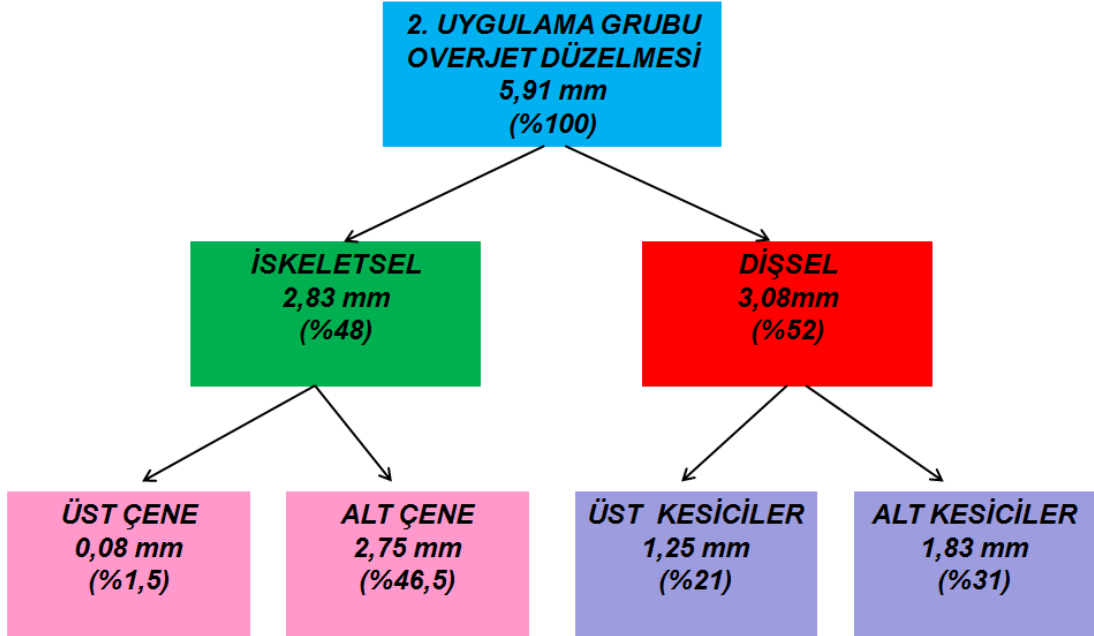 2. UYGULAMA GRUBU
OVERJET DÜZELMESİ
5,91 mm
(%100)
İSKELETSEL
2,83 mm
(%48)
DİŞSEL
3,08mm
(%52)
ÜST ÇENE
0,08 mm
(%1,5)
ALT ÇENE
2,75 mm
(%46,5)
ÜST KESİCİLER
1,25 mm
(%21)
ALT KESİCİLER
1,83 mm
(%31)